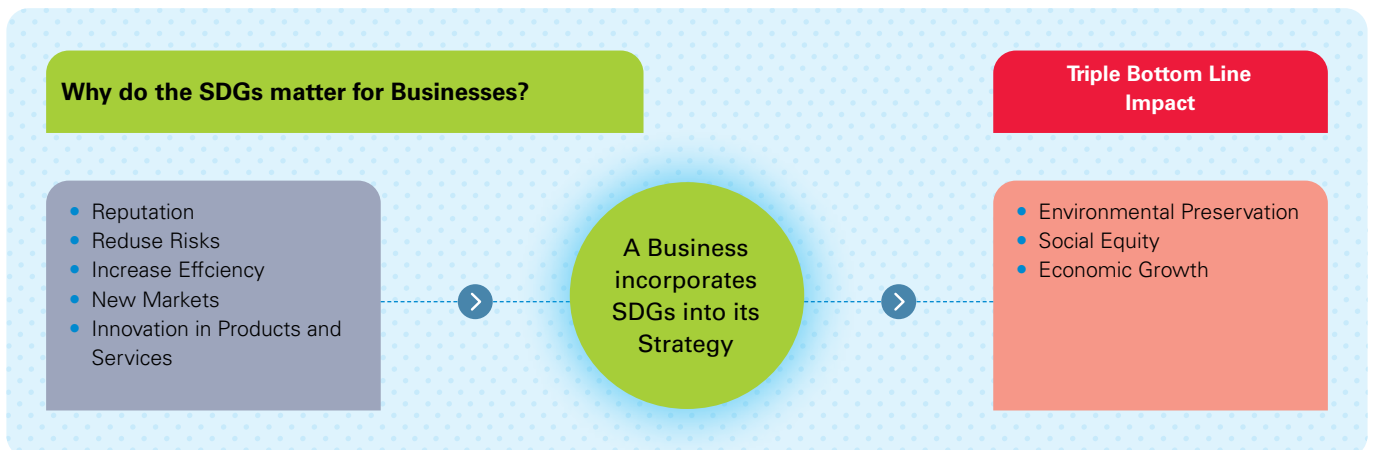 Why do the SDGs matter for Businesses?
Triple Bottom Line
Impact
Reputation
Reduse Risks
Increase Effciency
New Markets
Innovation in Products and
Services
A Business
incorporates
SDGs into its
Strategy
Environmental Preservation
Social Equity
Economic Growth